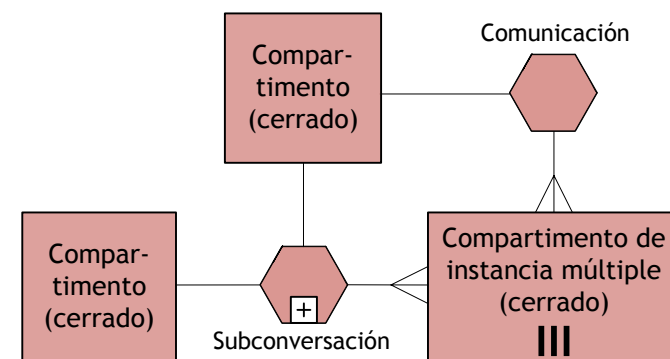 Comunicación
Compar-
timento
(cerrado)
Compar-
timento
(cerrado)
Subconversación
Compartimento de
instancia múltiple
(cerrado)